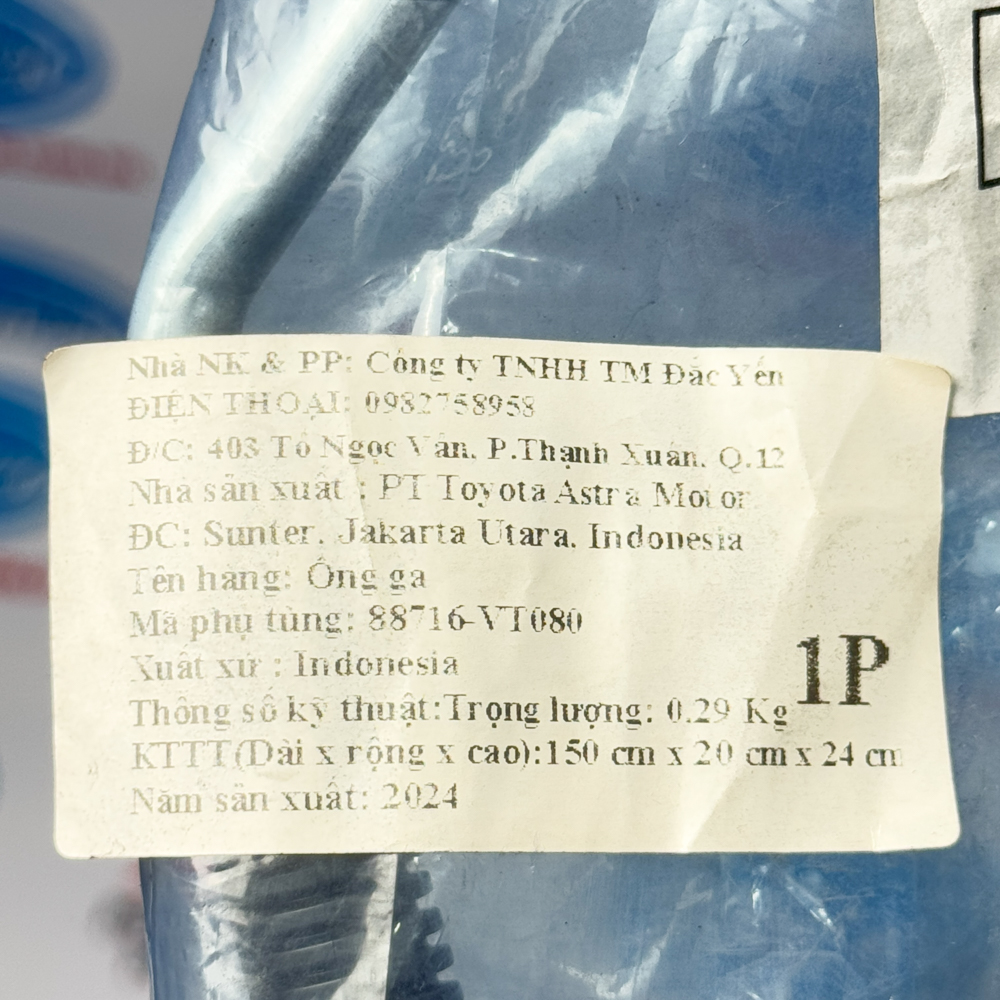 Nhà NK & PP: Công ty TNHH TM Đắc Yến
ĐIỆN THOẠI: 0982758958
Đ/C: 403 Tô Ngọc Vân, P.Thạnh Xuân, Q.12
Nhà sản xuất : PT Toyota Astra Motor
ĐC: Sunter, Jakarta Utara, Indonesia
Tên hàng: Ống ga
Mã phụ tùng: 88716-VT080
Xuất xứ : Indonesia
1P
Thông số kỹ thuật:Trọng lượng: 0.29 Kg
KTTT(Dài x rộng x cao):150 cm x 20 cm x 24 cm
Năm sản xuất: 2024